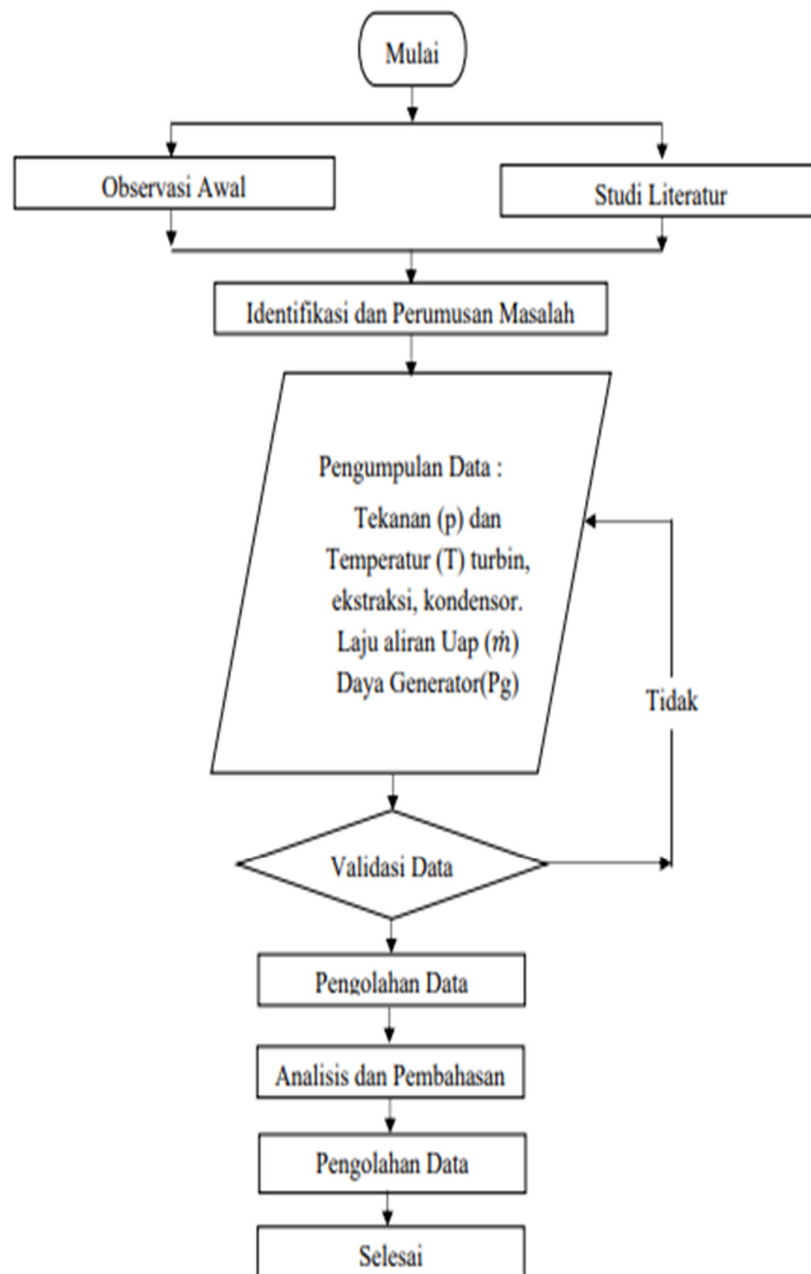 Mulai
Observasi Awal
Studi Literatur
Identifikasi dan Perumusan Masalah
Pengumpulan Data :
Tekanan (p) dan
Temperatur (T) turbin,
ekstraksi, kondensor.
Laju aliran Uap (ṁ)
Daya Generator(Pg)
Tidak
Validasi Data
Pengolahan Data
Analisis dan Pembahasan
Pengolahan Data
Selesai